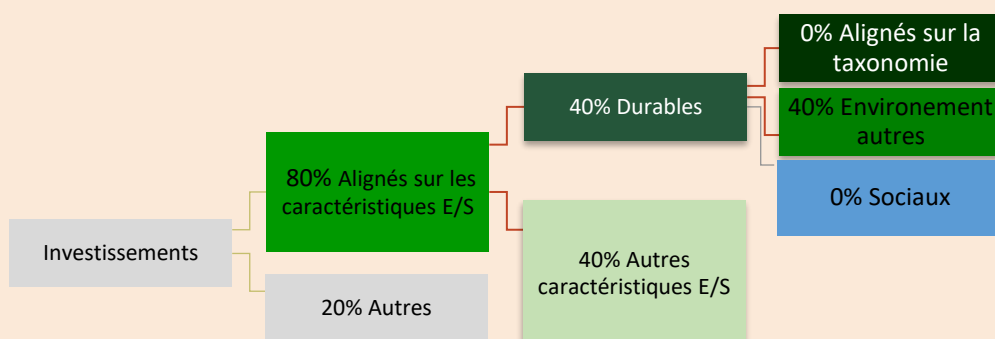 Investissements
80% Alignés sur les
caractéristiques E/S
20% Autres
40% Durables
40% Autres
caractéristiques E/S
0% Alignés sur la
taxonomie
40% Environement
autres
0% Sociaux